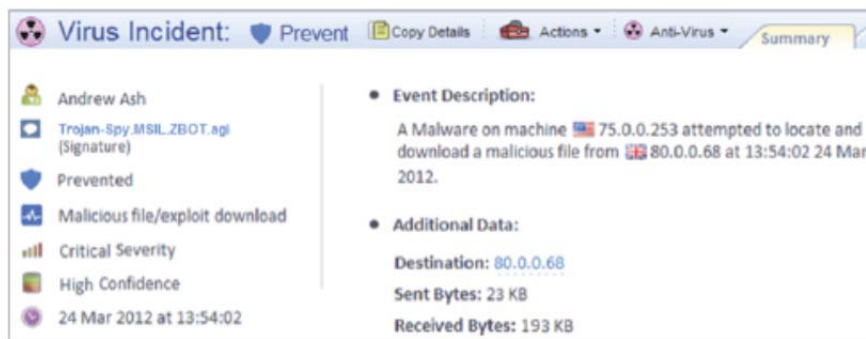 Virus Incident: Prevent Copy Details Actions Anti-Virus Summary
Andrew Ash
Trojan-Spy.MSIL.ZBOT.agl
(Signature)
Prevented
Malicious file/exploit download
Critical Severity
High Confidence
24 Mar 2012 at 13:54:02
• Event Description:
A Malware on machine 75.0.0.253 attempted to locate and
download a malicious file from 80.0.0.68 at 13:54:02 24 Mar
2012.
• Additional Data:
Destination: 80.0.0.68
Sent Bytes: 23 KB
Received Bytes: 193 KB